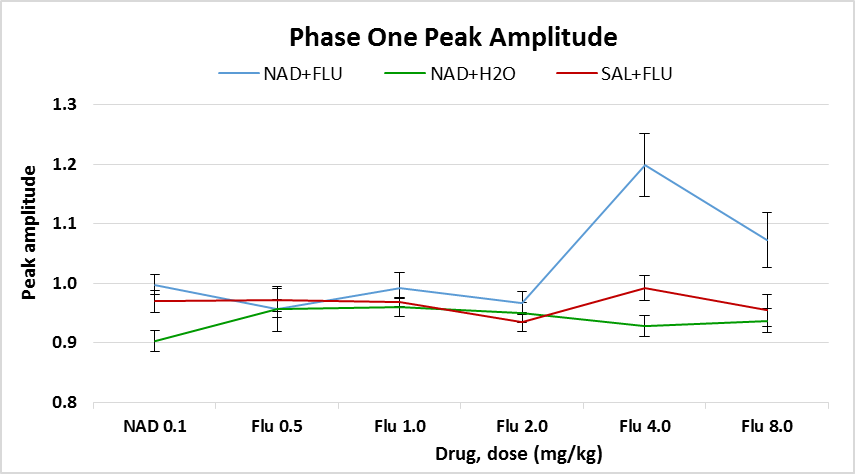 Phase One Peak Amplitude
NAD+FLU NAD+H2O SAL+FLU
Peak amplitude
1.3
1.2
1.1
1.0
0.9
0.8
NAD 0.1 Flu 0.5 Flu 1.0 Flu 2.0 Flu 4.0 Flu 8.0
Drug, dose (mg/kg)